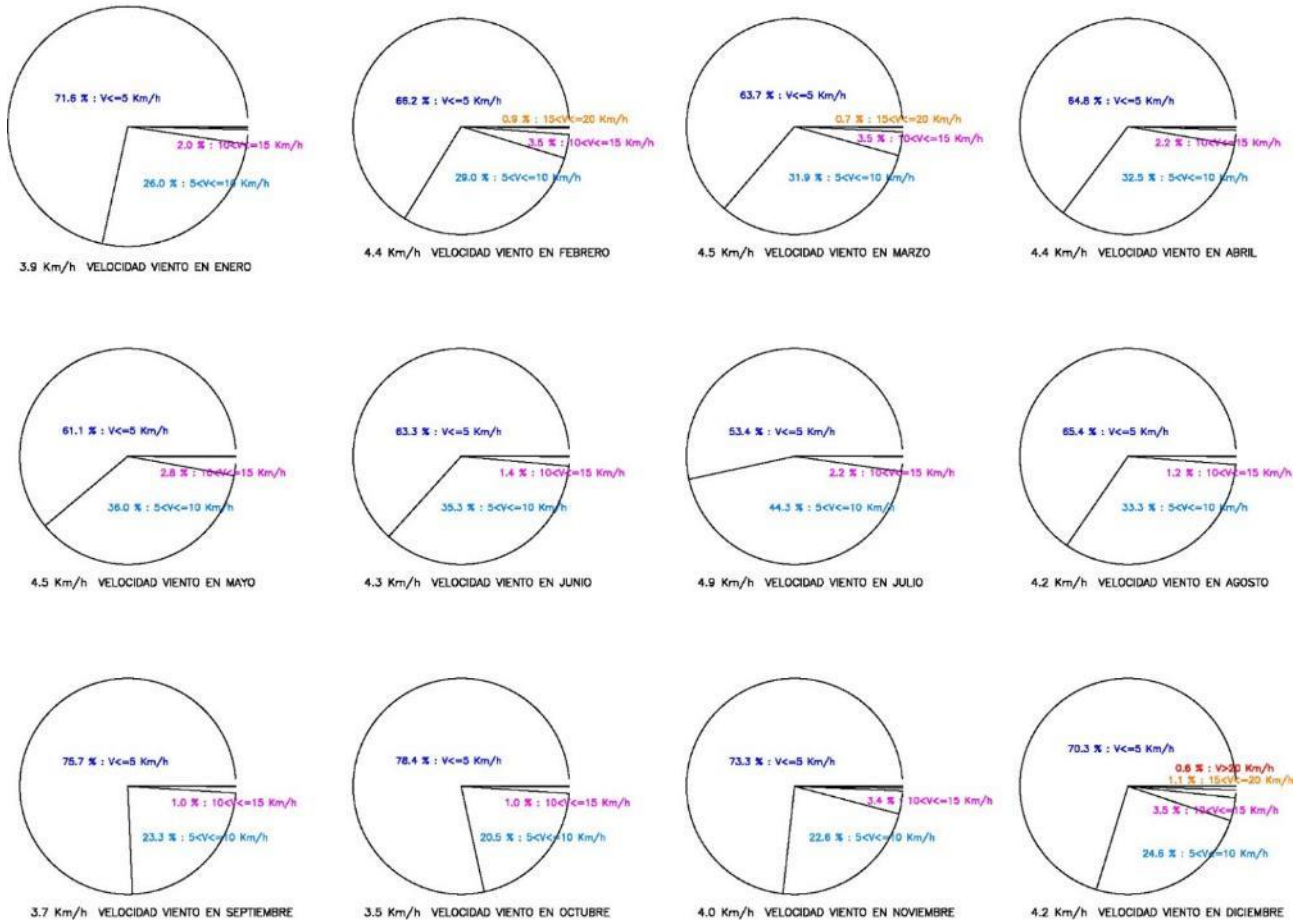 71.6 % : V<=5 Km/h
2.0 % : 10<V<=15 Km/h
26.0 % : 5<V<=10 Km/h
3.9 Km/h VELOCIDAD VIENTO EN ENERO
66.2 % : V<=5 Km/h
0.9 % : 15<V<=20 Km/h
3.5 % : 10<V<=15 Km/h
29.0 % : 5<V<=10 Km/h
4.4 Km/h VELOCIDAD VIENTO EN FEBRERO
63.7 % : V<=5 Km/h
0.7 % : 15<V<=20 Km/h
3.5 % : 10<V<=15 Km/h
31.9 % : 5<V<=10 Km/h
4.5 Km/h VELOCIDAD VIENTO EN MARZO
64.8 % : V<=5 Km/h
2.2 % : 10<V<=15 Km/h
32.5 % : 5<V<=10 Km/h
4.4 Km/h VELOCIDAD VIENTO EN ABRIL
61.1 % : V<=5 Km/h
2.8 % : 10<V<=15 Km/h
36.0 % : 5<V<=10 Km/h
4.5 Km/h VELOCIDAD VIENTO EN MAYO
63.3 % : V<=5 Km/h
1.4 % : 10<V<=15 Km/h
35.3 % : 5<V<=10 Km/h
4.3 Km/h VELOCIDAD VIENTO EN JUNIO
53.4 % : V<=5 Km/h
2.2 % : 10<V<=15 Km/h
44.3 % : 5<V<=10 Km/h
4.9 Km/h VELOCIDAD VIENTO EN JULIO
65.4 % : V<=5 Km/h
1.2 % : 10<V<=15 Km/h
33.3 % : 5<V<=10 Km/h
4.2 Km/h VELOCIDAD VIENTO EN AGOSTO
75.7 % : V<=5 Km/h
1.0 % : 10<V<=15 Km/h
23.3 % : 5<V<=10 Km/h
3.7 Km/h VELOCIDAD VIENTO EN SEPTIEMBRE
78.4 % : V<=5 Km/h
1.0 % : 10<V<=15 Km/h
20.5 % : 5<V<=10 Km/h
3.5 Km/h VELOCIDAD VIENTO EN OCTUBRE
73.3 % : V<=5 Km/h
3.4 % : 10<V<=15 Km/h
22.6 % : 5<V<=10 Km/h
4.0 Km/h VELOCIDAD VIENTO EN NOVIEMBRE
70.3 % : V<=5 Km/h
0.6 % : V>20 Km/h
1.1 % : 15<V<=20 Km/h
3.5 % : 10<V<=15 Km/h
24.6 % : 5<V<=10 Km/h
4.2 Km/h VELOCIDAD VIENTO EN DICIEMBRE